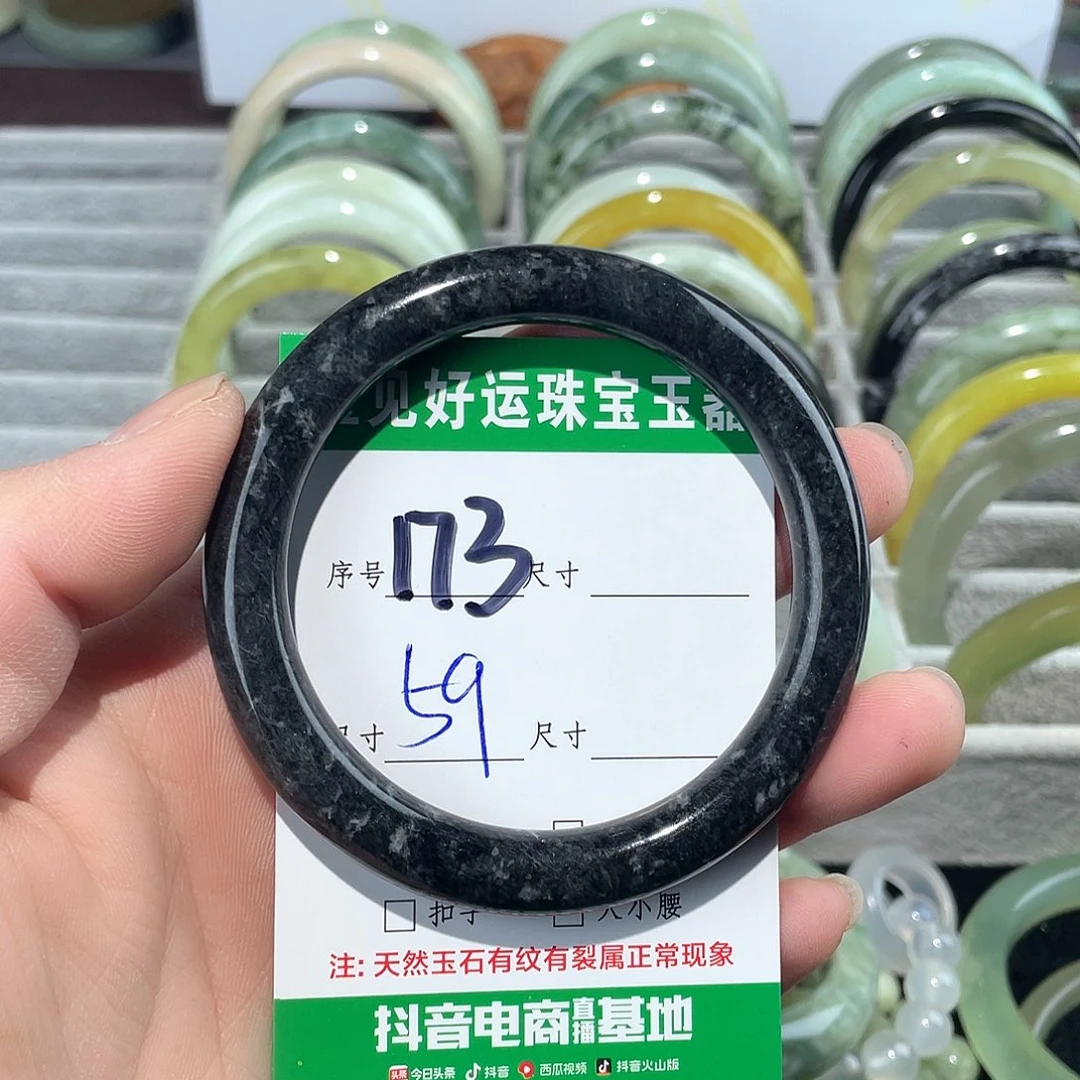 见好运珠宝玉器
序号 173 尺寸
尺寸 59 尺寸
扣子 大小腰
注: 天然玉石有纹有裂属正常现象
抖音电商直播基地
头条 今日头条 抖音 西瓜视频 抖音火山版